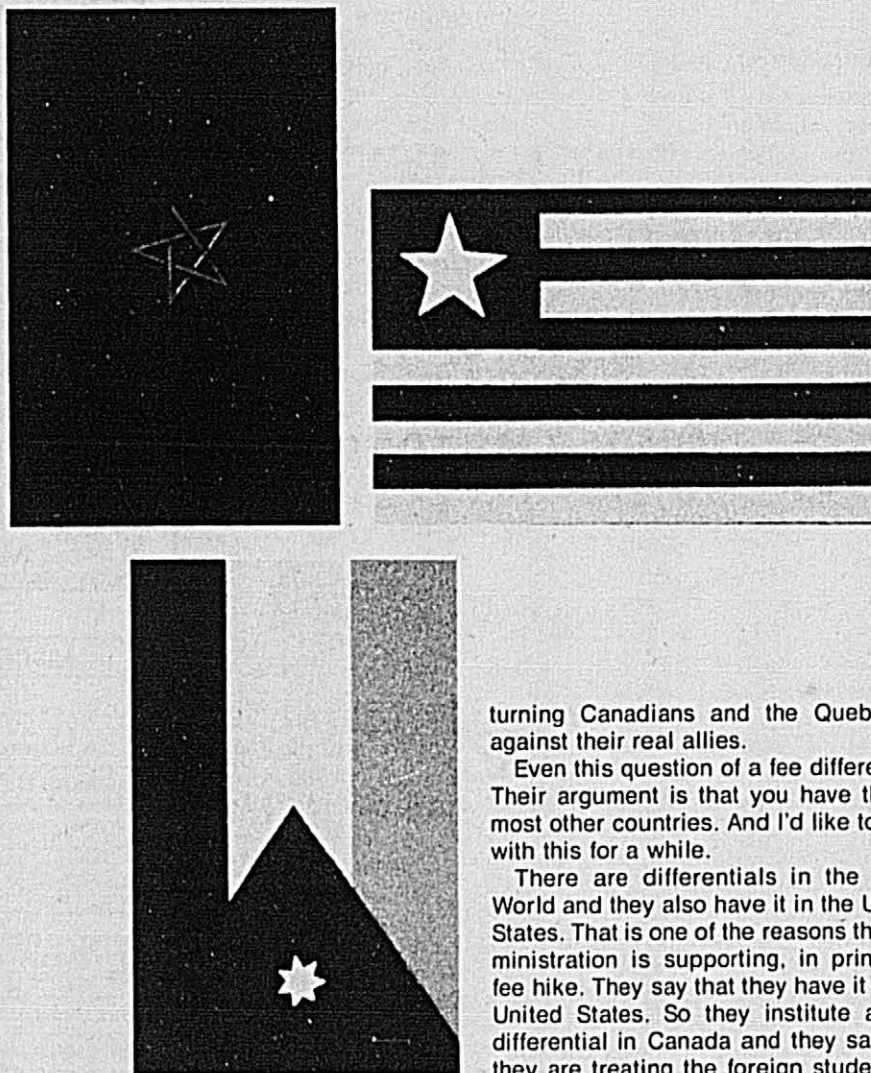 turning Canadians and the Queb
against their real allies.
Even this question of a fee differe
Their argument is that you have th
most other countries. And I'd like to
with this for a while.
There are differentials in the
World and they also have it in the U
States. That is one of the reasons th
ministration is supporting, in prin
fee hike. They say that they have it
United States. So they institute a
differential in Canada and they sa
they are treating the foreign stude